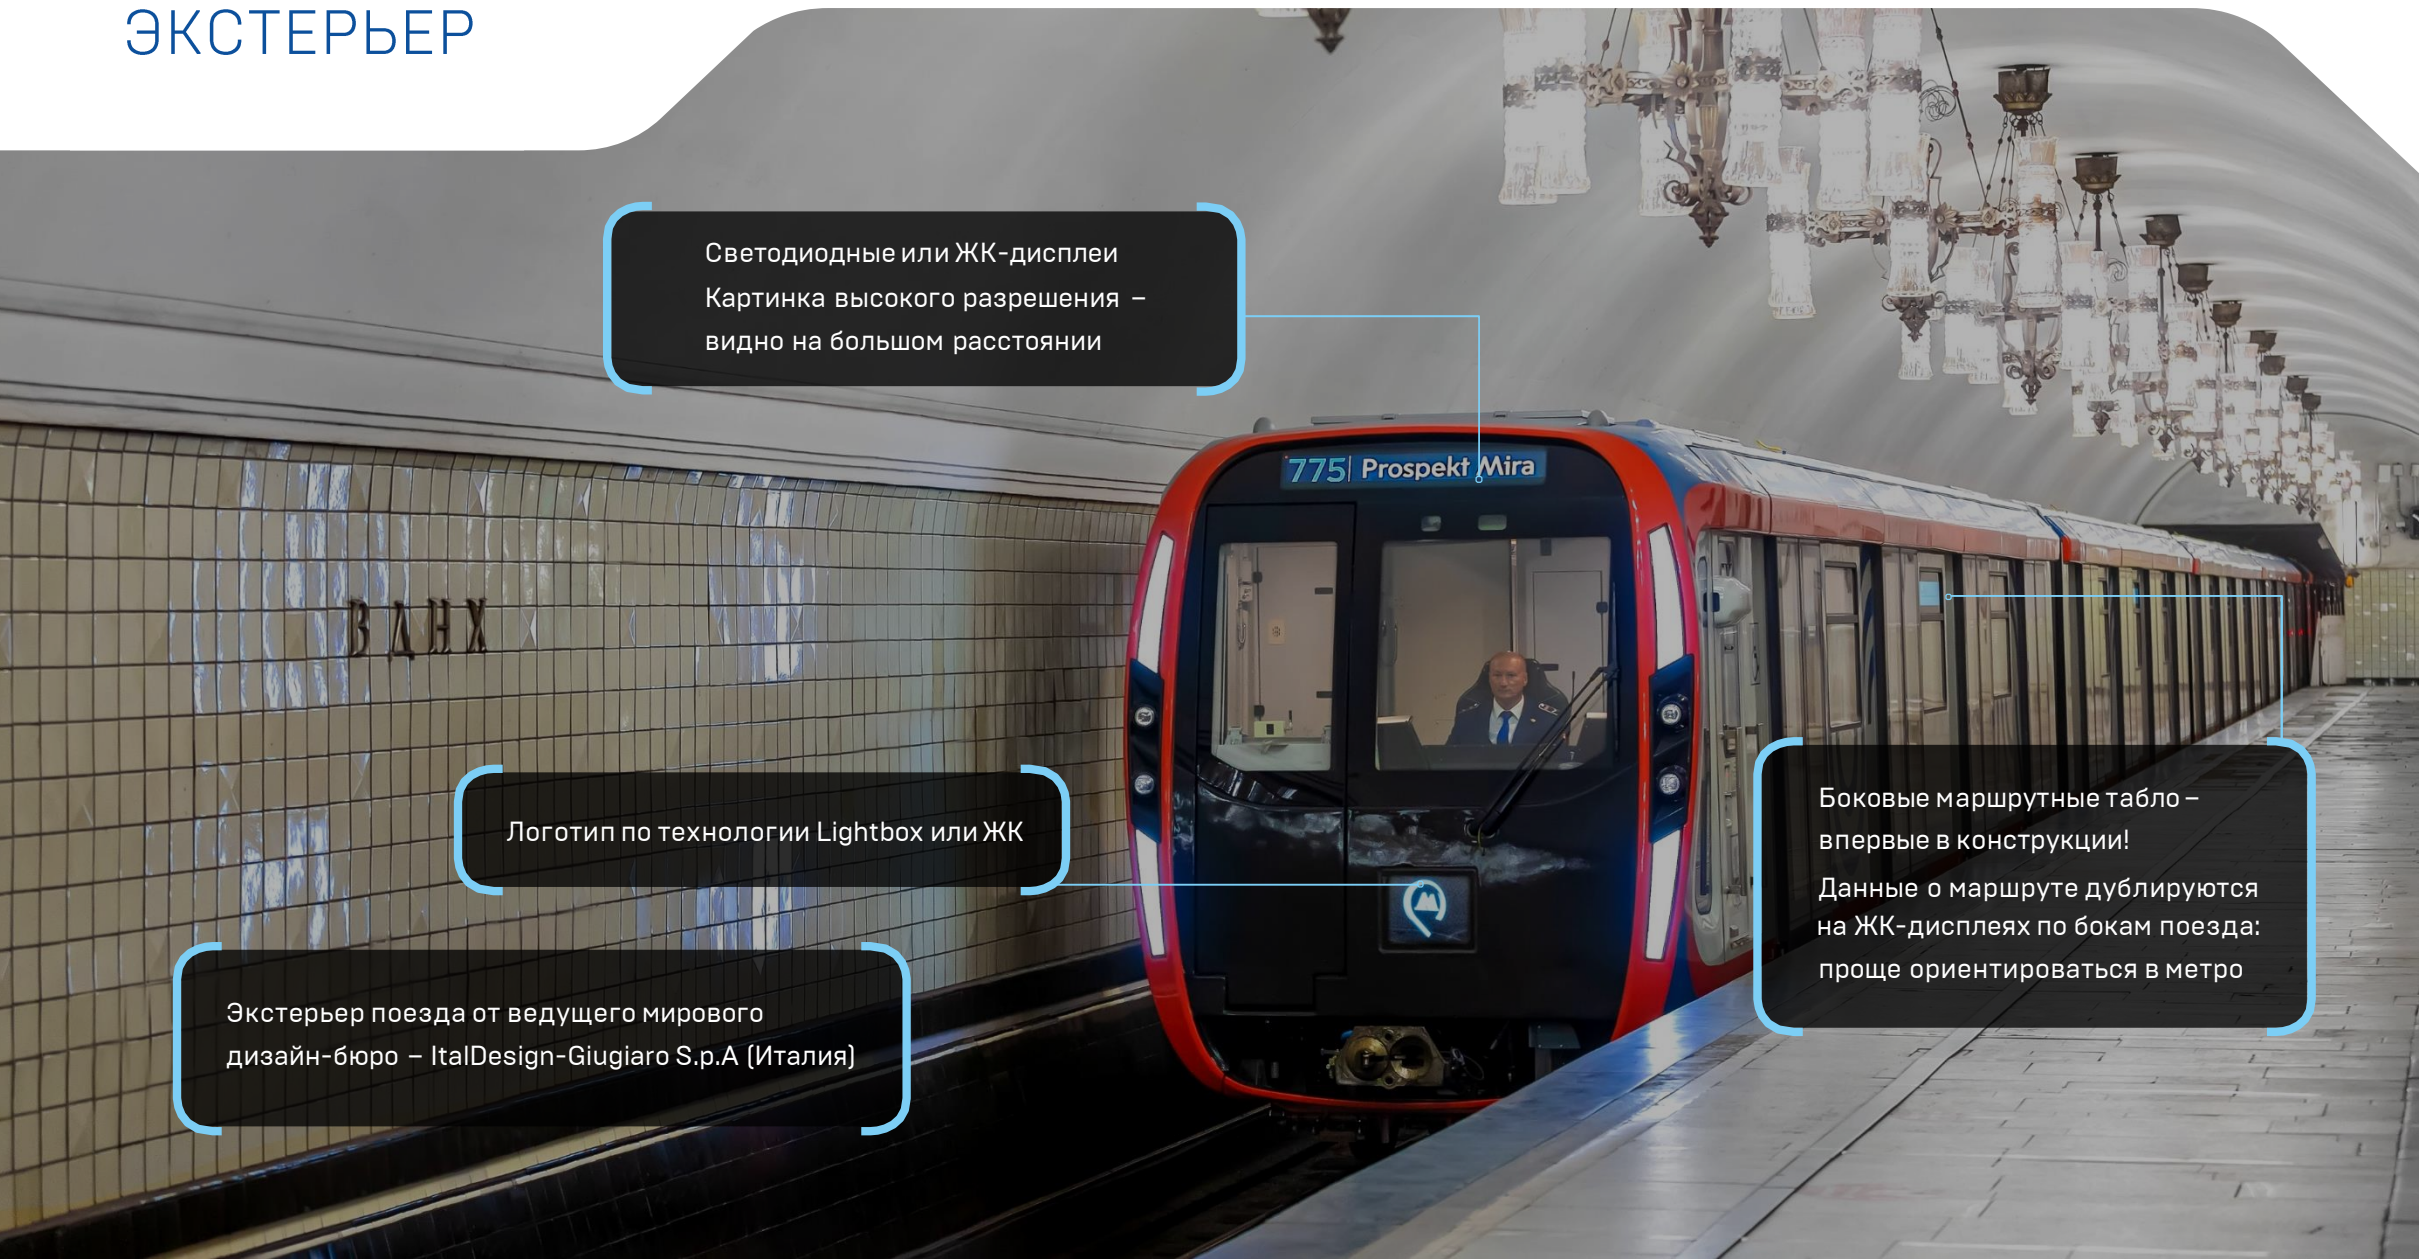 ЭКСТЕРЬЕР
Светодиодные или ЖК-дисплеи
Картинка высокого разрешения –
видно на большом расстоянии
775 Prospekt Mira
ВДНХ
Логотип по технологии Lightbox или ЖК
Боковые маршрутные табло –
впервые в конструкции!
Данные о маршруте дублируются
на ЖК-дисплеях по бокам поезда:
проще ориентироваться в метро
Экстерьер поезда от ведущего мирового
дизайн-бюро – ItalDesign-Giugiaro S.p.A (Италия)